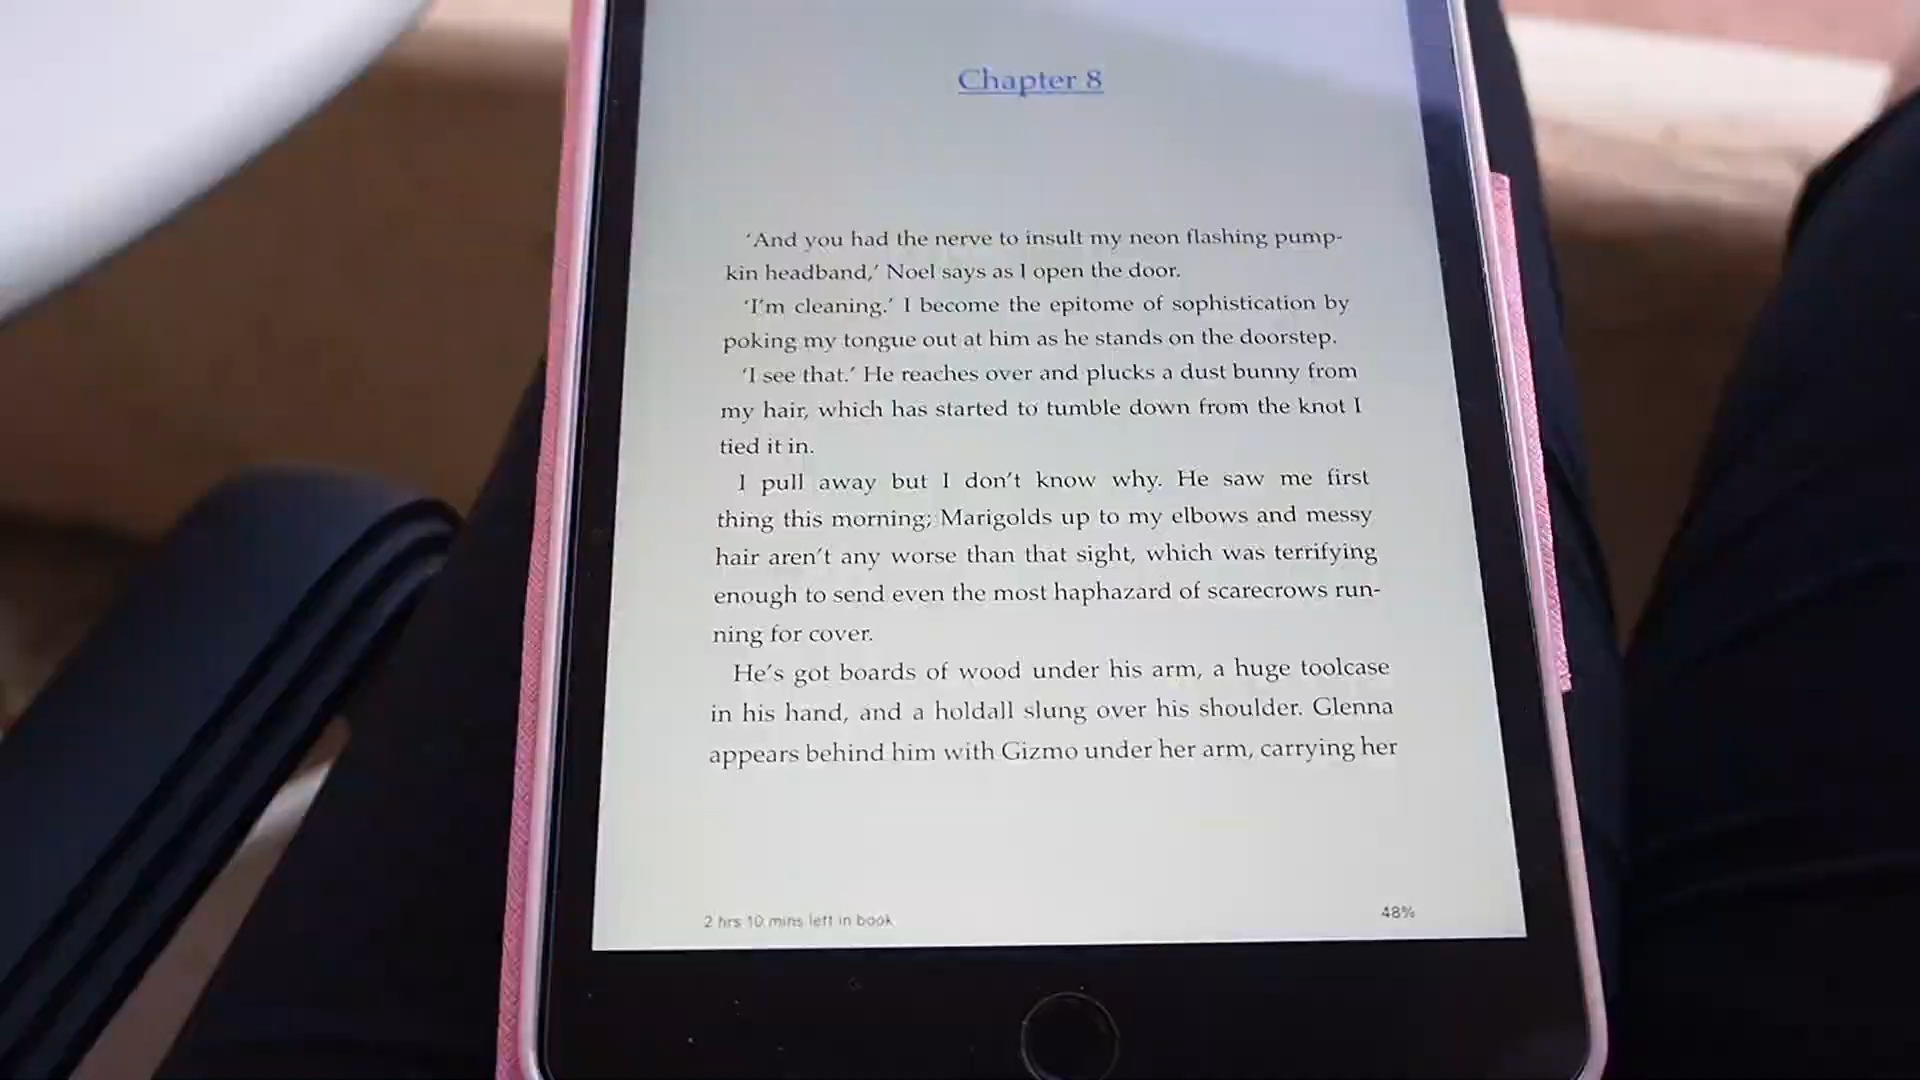 Chapter 8
‘And you had the nerve to insult my neon flashing pump-
kin headband,’ Noel says as I open the door.
‘I’m cleaning.’ I become the epitome of sophistication by
poking my tongue out at him as he stands on the doorstep.
‘I see that.’ He reaches over and plucks a dust bunny from
my hair, which has started to tumble down from the knot I
tied it in.
I pull away but I don’t know why. He saw me first
thing this morning; Marigolds up to my elbows and messy
hair aren’t any worse than that sight, which was terrifying
enough to send even the most haphazard of scarecrows run-
ning for cover.
He’s got boards of wood under his arm, a huge toolcase
in his hand, and a holdall slung over his shoulder. Glenna
appears behind him with Gizmo under her arm, carrying her
2 hrs 10 mins left in book
48%